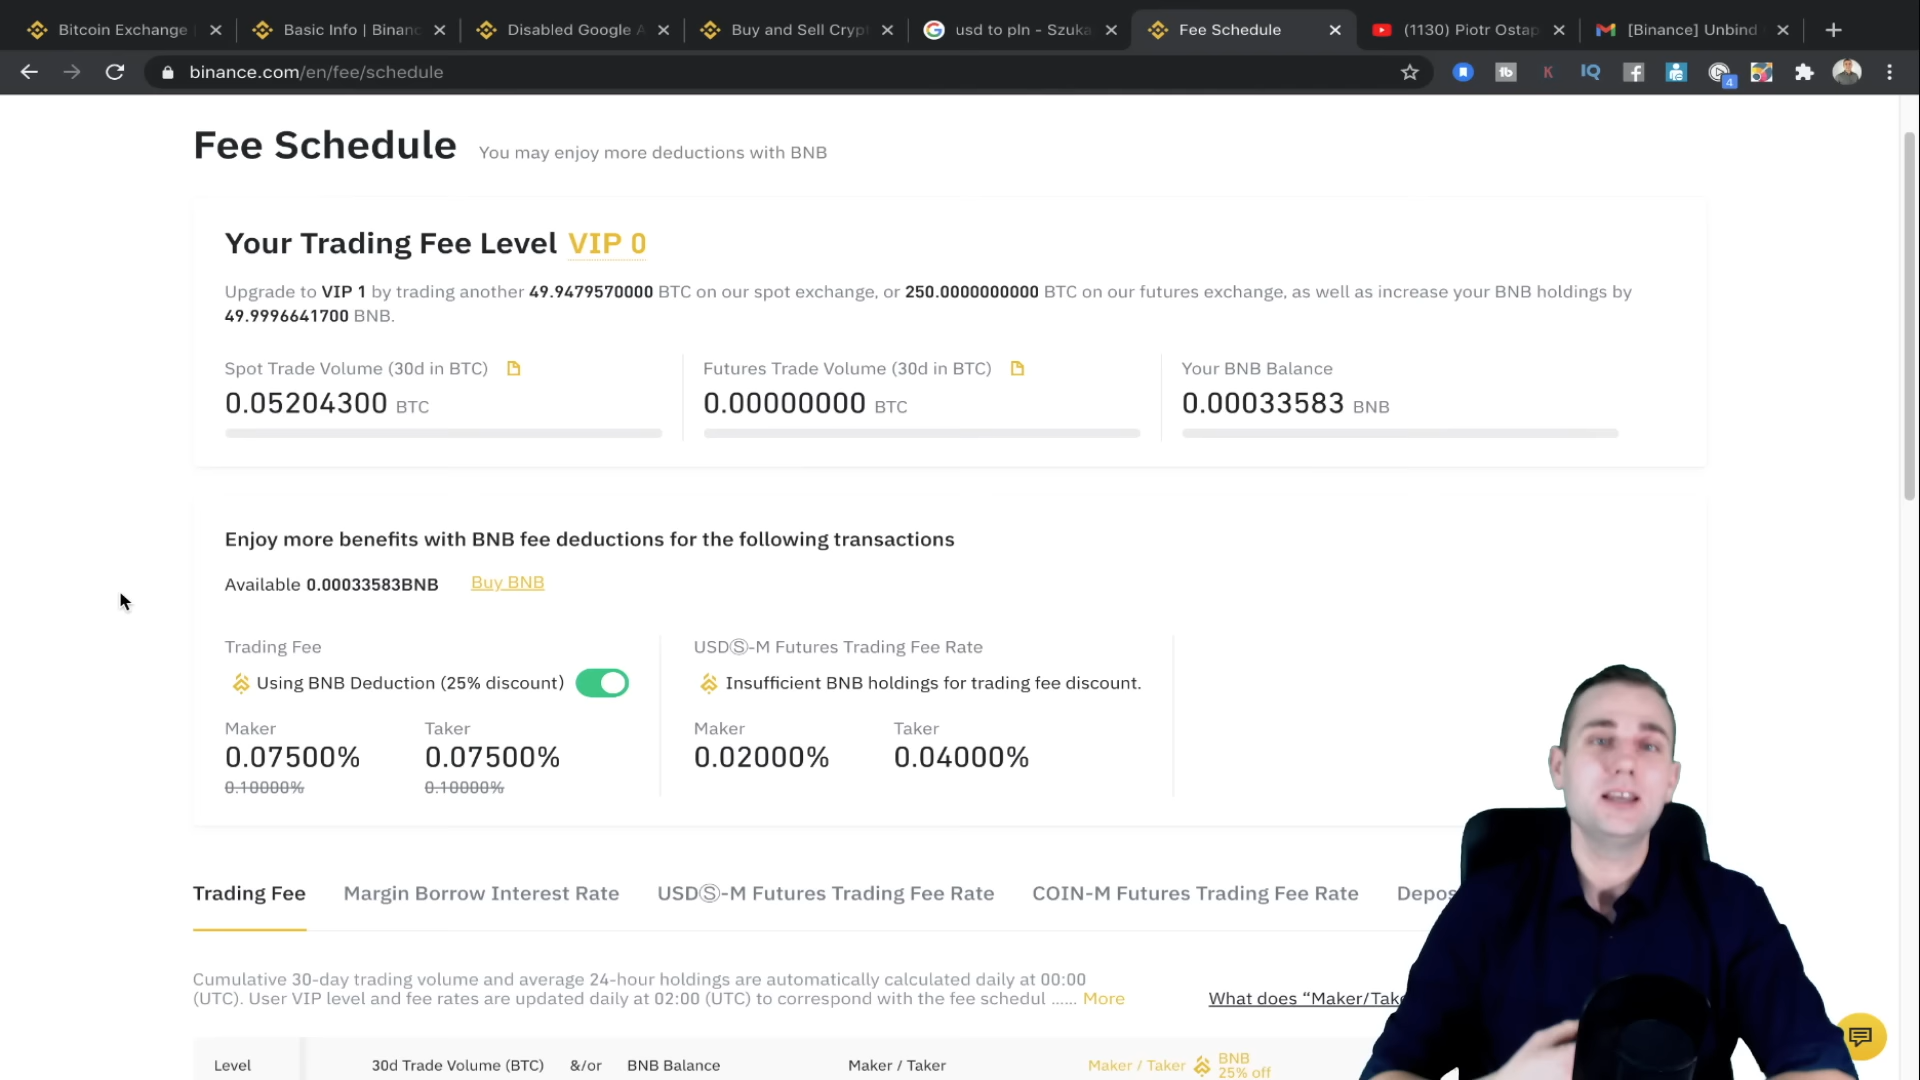 Bitcoin Exchange
Basic Info | Binanc
Disabled Google A
Buy and Sell Crypt
usd to pln - Szuka
Fee Schedule
(1130) Piotr Ostap
[Binance] Unbind
binance.com/en/fee/schedule
tb
K
IQ
4
Fee Schedule You may enjoy more deductions with BNB
Your Trading Fee Level VIP 0
Upgrade to VIP 1 by trading another 49.9479570000 BTC on our spot exchange, or 250.0000000000 BTC on our futures exchange, as well as increase your BNB holdings by
49.9996641700 BNB.
Spot Trade Volume (30d in BTC)
0.05204300 BTC
Futures Trade Volume (30d in BTC)
0.00000000 BTC
Your BNB Balance
0.00033583 BNB
Enjoy more benefits with BNB fee deductions for the following transactions
Available 0.00033583BNB Buy BNB
Trading Fee
Using BNB Deduction (25% discount)
Maker
0.07500%
0.10000%
Taker
0.07500%
0.10000%
USDⓈ-M Futures Trading Fee Rate
Insufficient BNB holdings for trading fee discount.
Maker
0.02000%
Taker
0.04000%
Trading Fee Margin Borrow Interest Rate USDⓈ-M Futures Trading Fee Rate COIN-M Futures Trading Fee Rate Depos
Cumulative 30-day trading volume and average 24-hour holdings are automatically calculated daily at 00:00
(UTC). User VIP level and fee rates are updated daily at 02:00 (UTC) to correspond with the fee schedul ...... More
What does “Maker/Take
Level 30d Trade Volume (BTC) &/or BNB Balance Maker / Taker Maker / Taker BNB
25% off